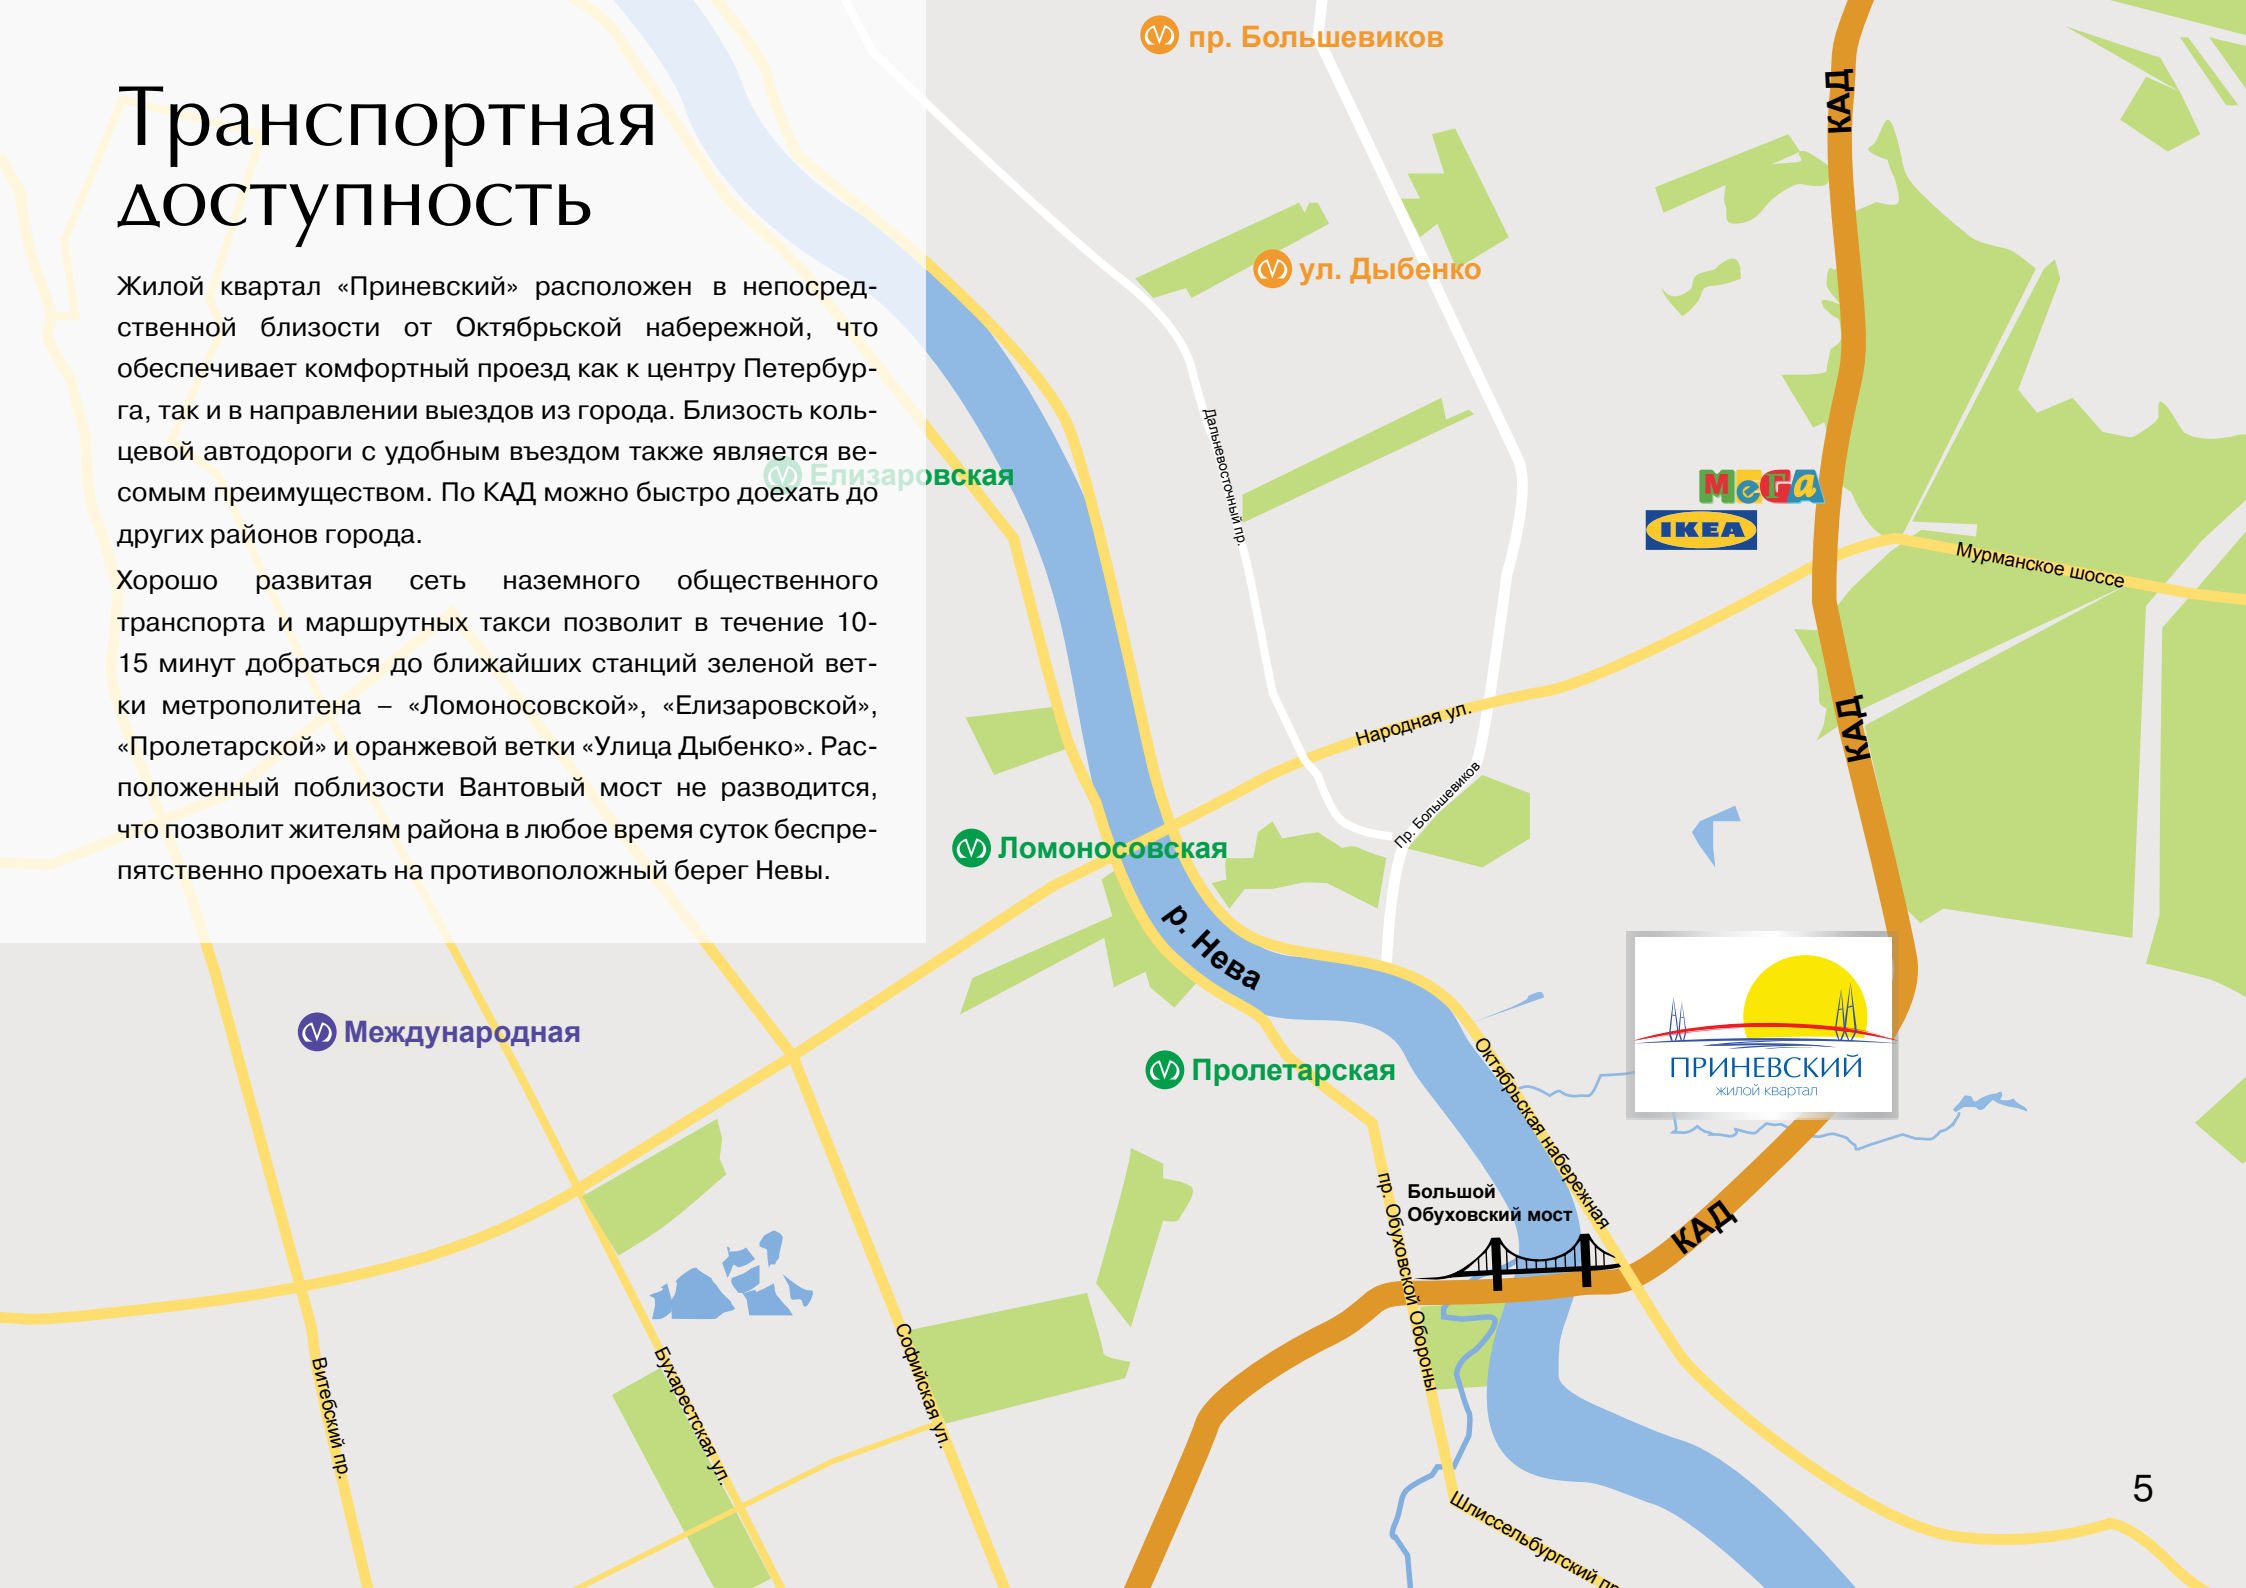 Транспортная
доступность
Жилой квартал «Приневский» расположен в непосред-
ственной близости от Октябрьской набережной, что
обеспечивает комфортный проезд как к центру Петербур-
га, так и в направлении выездов из города. Близость коль-
цевой автодороги с удобным въездом также является ве-
сомым преимуществом. По КАД можно быстро доехать до
других районов города.
Хорошо развитая сеть наземного общественного
транспорта и маршрутных такси позволит в течение 10-
15 минут добраться до ближайших станций зеленой вет-
ки метрополитена – «Ломоносовской», «Елизаровской»,
«Пролетарской» и оранжевой ветки «Улица Дыбенко». Рас-
положенный поблизости Вантовый мост не разводится,
что позволит жителям района в любое время суток беспре-
пятственно проехать на противоположный берег Невы.
пр. Большевиков
КАД
ул. Дыбенко
Дальневосточный пр.
Елизаровская
МЕГА
IKEA
Мурманское шоссе
Народная ул.
КАД
Пр. Большевиков
Ломоносовская
р. Нева
Международная
Пролетарская
ПРИНЕВСКИЙ
жилой квартал
Октябрьская набережная
пр. Обуховской Обороны
Большой
Обуховский мост
КАД
Витебский пр.
Бухарестская ул.
Софийская ул.
Шлиссельбургский пр
5